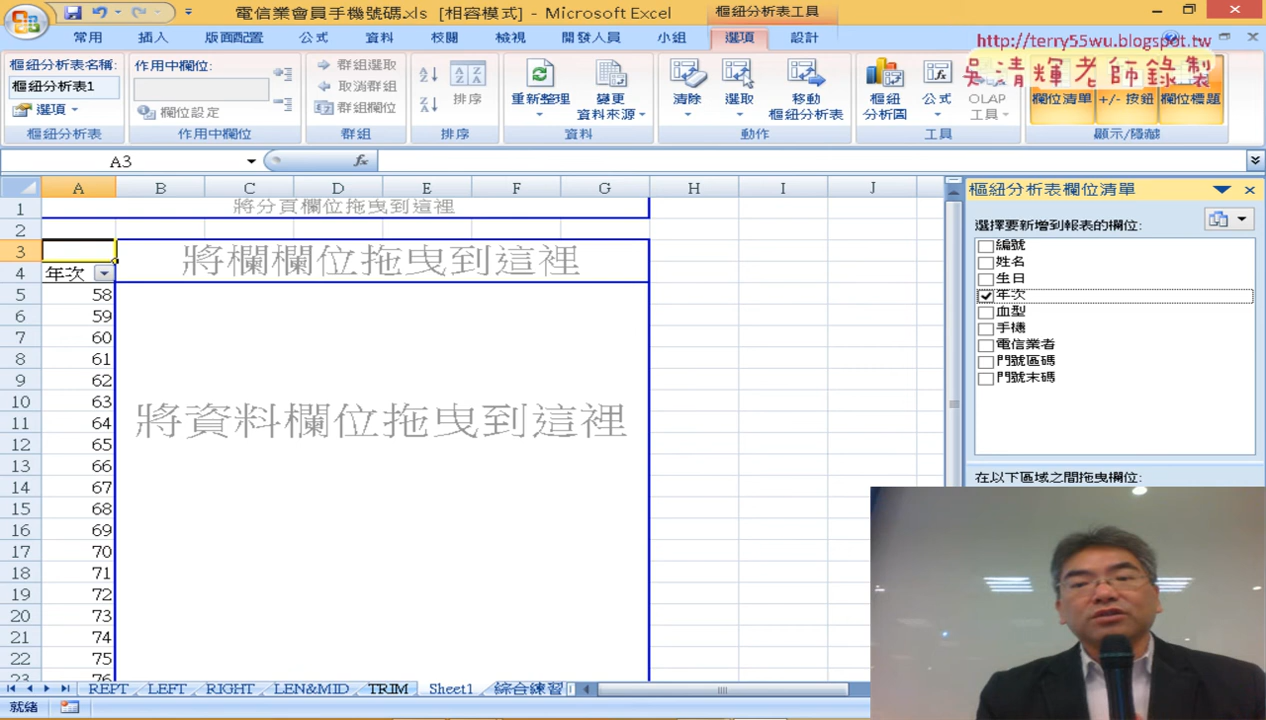 電信業會員手機號碼.xls [相容模式] - Microsoft Excel
樞紐分析表工具
常用 插入 版面配置 公式 資料 校閱 檢視 開發人員 小組 選項 設計
http://terry55wu.blogspot.tw
吳清輝老師錄製
樞紐分析表名稱:
樞紐分析表1
選項
樞紐分析表
作用中欄位:
欄位設定
作用中欄位
群組選取
取消群組
群組欄位
群組
排序
排序
重新整理
變更
資料來源
資料
清除
選取
移動
樞紐分析表
動作
樞紐
分析圖
公式
OLAP
工具
工具
欄位清單
+/- 按鈕
欄位標題
顯示/隱藏
A3
fx
A B C D E F G H I J
1 將分頁欄位拖曳到這裡
2
3 將欄欄位拖曳到這裡
4 年次
5 58
6 59
7 60
8 61
9 62
10 63
11 64
將資料欄位拖曳到這裡
12 65
13 66
14 67
15 68
16 69
17 70
18 71
19 72
20 73
21 74
22 75
23 76
樞紐分析表欄位清單
選擇要新增到報表的欄位:
編號
姓名
生日
年次
血型
手機
電信業者
門號區碼
門號末碼
在以下區域之間拖曳欄位:
REPT LEFT RIGHT LEN&MID TRIM Sheet1 綜合練習
就緒